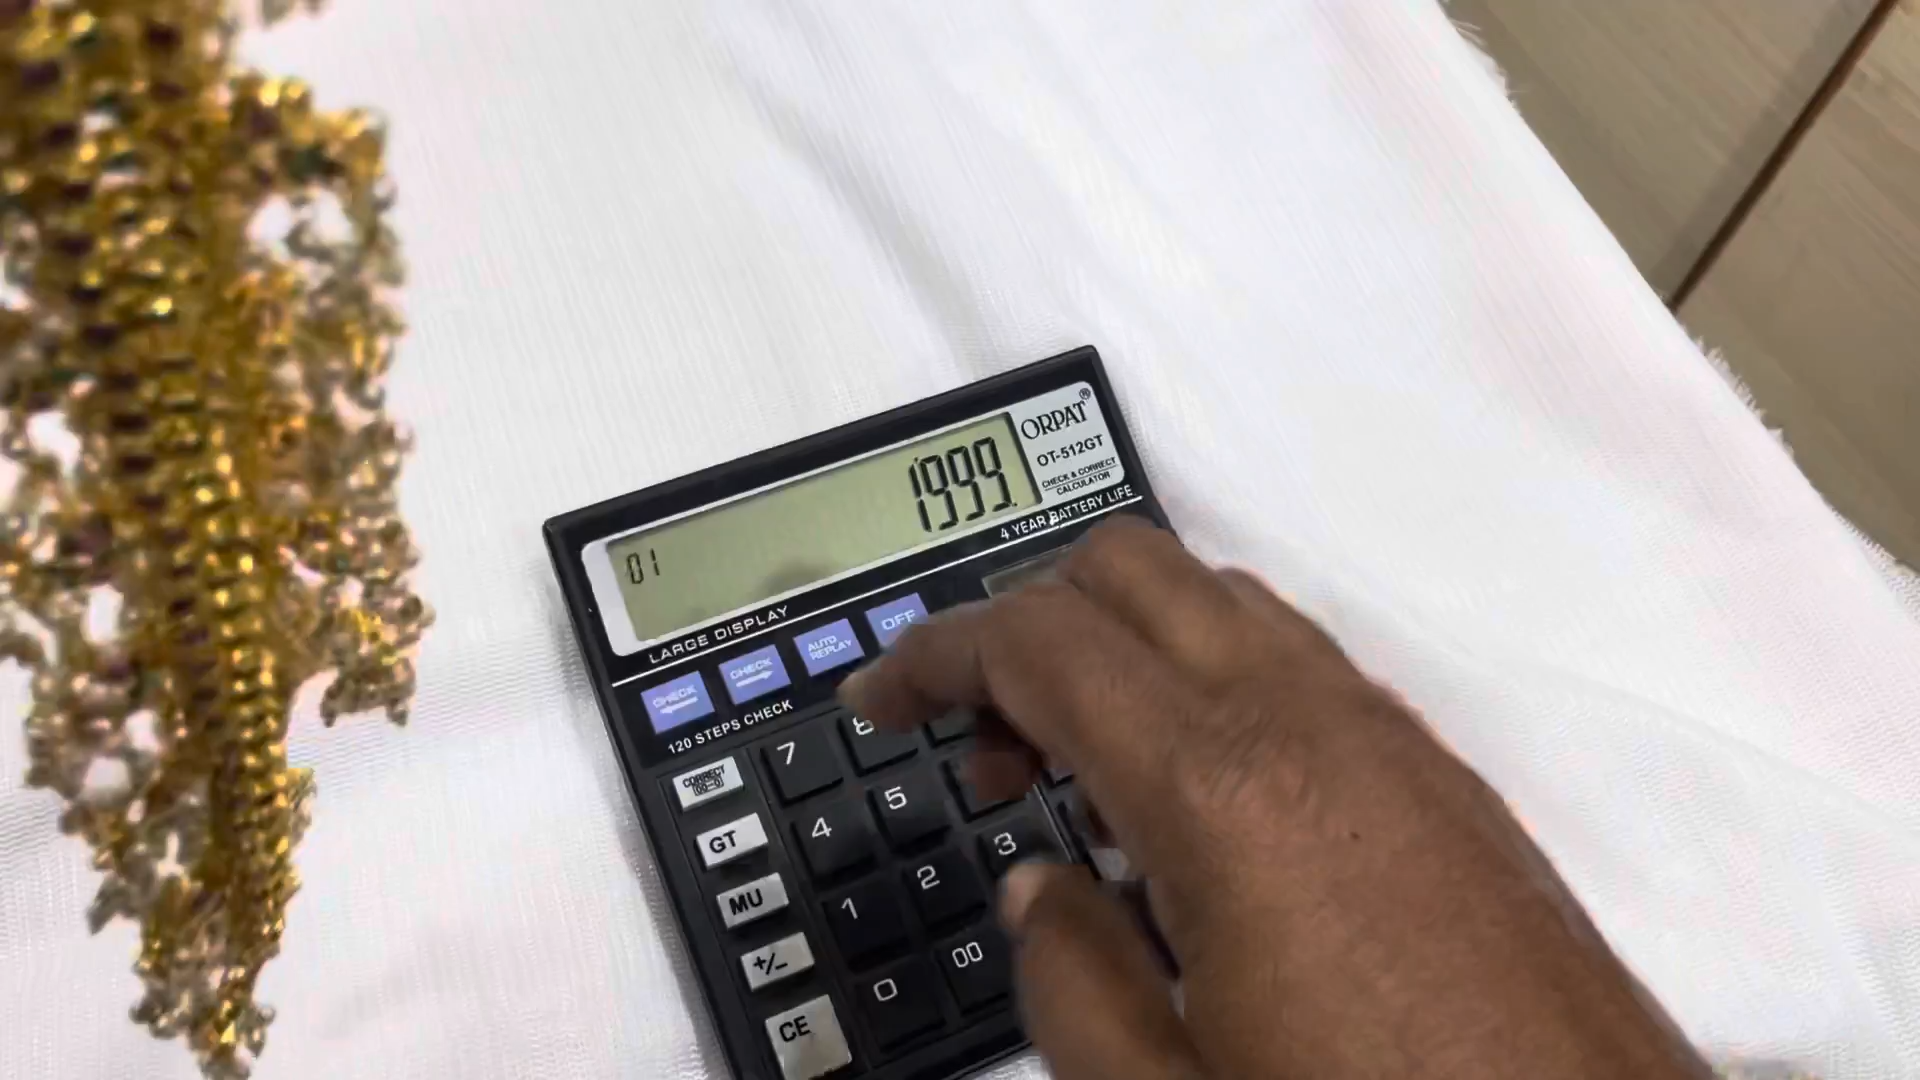 ORPAT®
OT-512GT
CHECK & CORRECT
CALCULATOR
1999.
01
4 YEAR BATTERY LIFE
LARGE DISPLAY
CHECK
CHECK
AUTO REPLAY
OFF
120 STEPS CHECK
CORRECT
7
8
GT
4
5
MU
1
2
3
+/-
0
00
CE